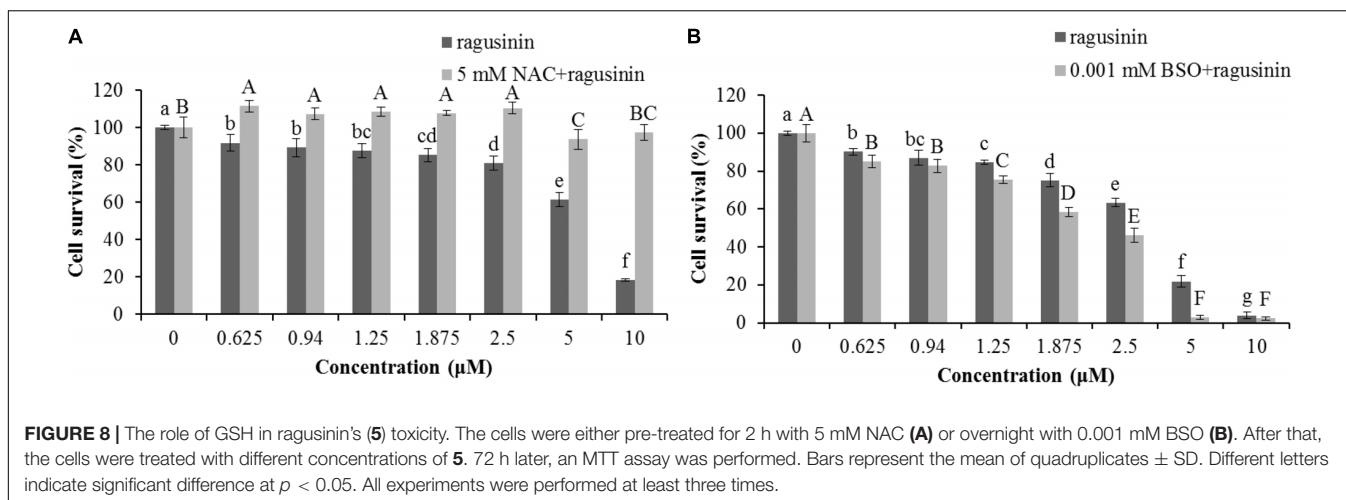 A
ragusinin
5 mM NAC+ragusinin
Cell survival (%)
120
100
80
60
40
20
0
a B
b A
b A
bc A
cd A
d A
e C
f BC
0 0.625 0.94 1.25 1.875 2.5 5 10
Concentration (µM)
B
ragusinin
0.001 mM BSO+ragusinin
Cell survival (%)
120
100
80
60
40
20
0
a A
b B
bc B
c C
d D
e E
f F
g F
0 0.625 0.94 1.25 1.875 2.5 5 10
Concentration (µM)
FIGURE 8 | The role of GSH in ragusinin's (5) toxicity. The cells were either pre-treated for 2 h with 5 mM NAC (A) or overnight with 0.001 mM BSO (B). After that,
the cells were treated with different concentrations of 5. 72 h later, an MTT assay was performed. Bars represent the mean of quadruplicates ± SD. Different letters
indicate significant difference at p < 0.05. All experiments were performed at least three times.